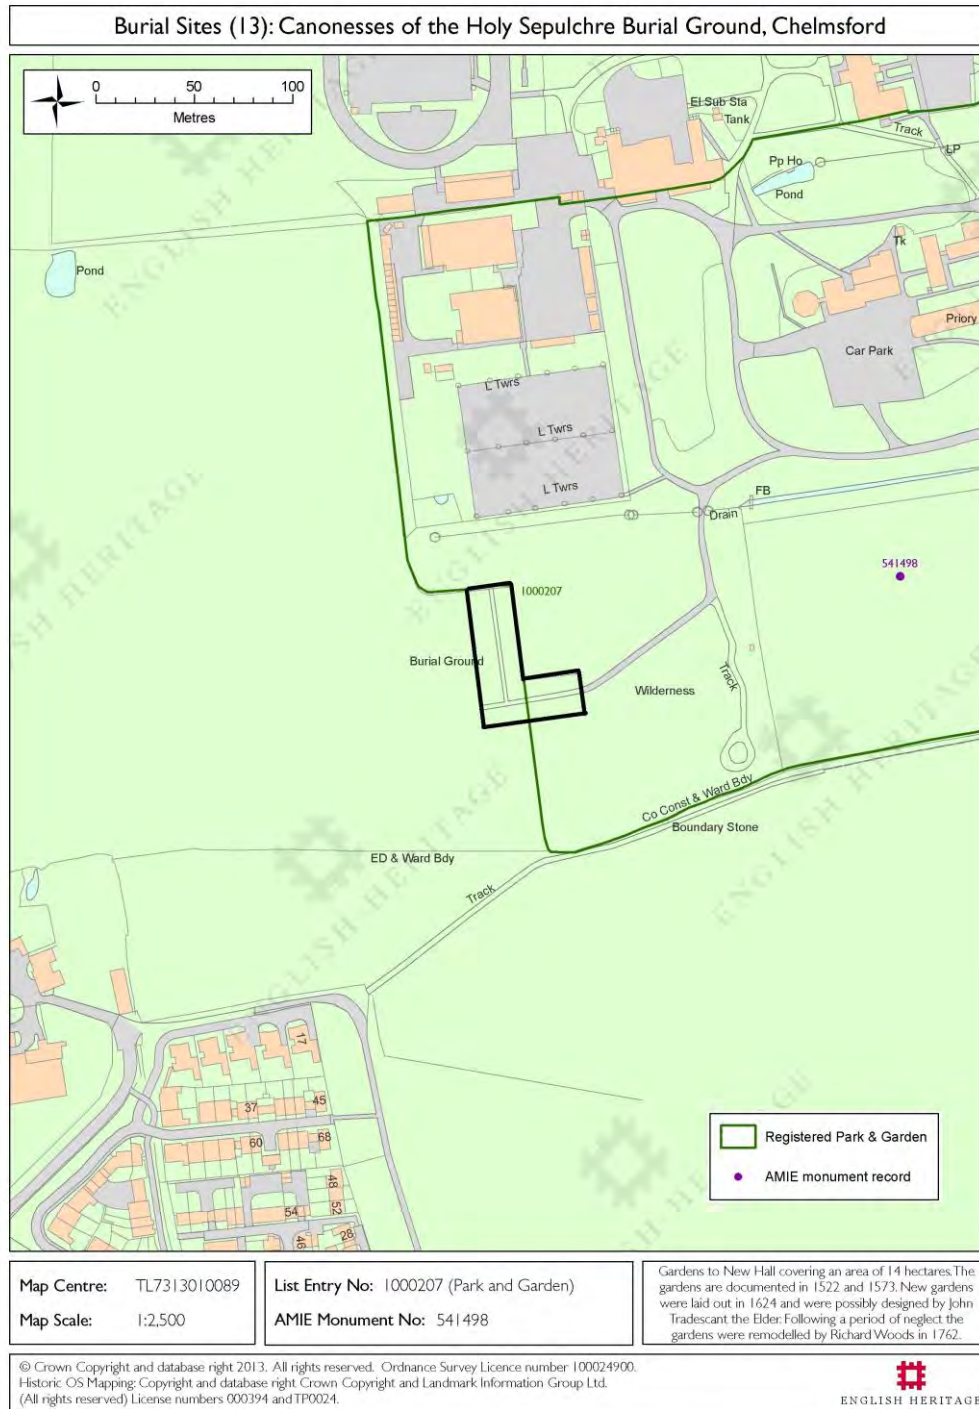 Burial Sites (13): Canonesses of the Holy Sepulchre Burial Ground, Chelmsford
0 50 100
Metres
El Sub Sta
Tank
Track
LP
Pp Ho
Pond
Pond
Tk
Priory
Car Park
L Twrs
L Twrs
L Twrs
FB
Drain
541498
1000207
Burial Ground
Wilderness
Track
Co Const & Ward Bdy
Boundary Stone
ED & Ward Bdy
Track
17
37
45
60
68
48
52
54
46
28
Registered Park & Garden
AMIE monument record
ENGLISH HERITAGE
Map Centre: TL7313010089
Map Scale: 1:2,500
List Entry No: 1000207 (Park and Garden)
AMIE Monument No: 541498
Gardens to New Hall covering an area of 14 hectares.The
gardens are documented in 1522 and 1573. New gardens
were laid out in 1624 and were possibly designed by John
Tradescant the Elder. Following a period of neglect the
gardens were remodelled by Richard Woods in 1762.
© Crown Copyright and database right 2013. All rights reserved. Ordnance Survey Licence number 100024900.
Historic OS Mapping: Copyright and database right Crown Copyright and Landmark Information Group Ltd.
(All rights reserved) License numbers 000394 and TP0024.
ENGLISH HERITAGE